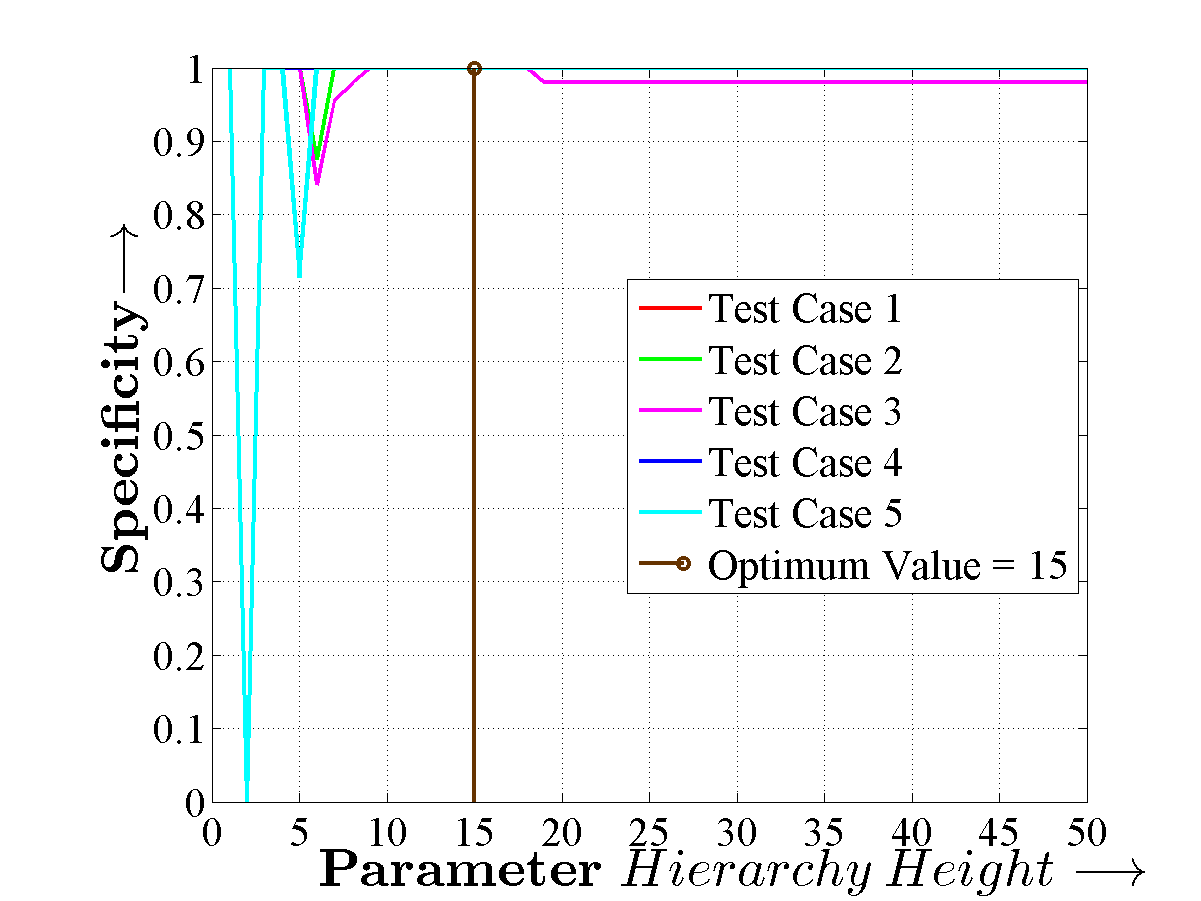 1
0.9
0.8
0.7
0.6
0.5
0.4
0.3
0.2
0.1
0
Specificity→
Test Case 1
Test Case 2
Test Case 3
Test Case 4
Test Case 5
Optimum Value = 15
0 5 10 15 20 25 30 35 40 45 50
Parameter Hierarchy Height →